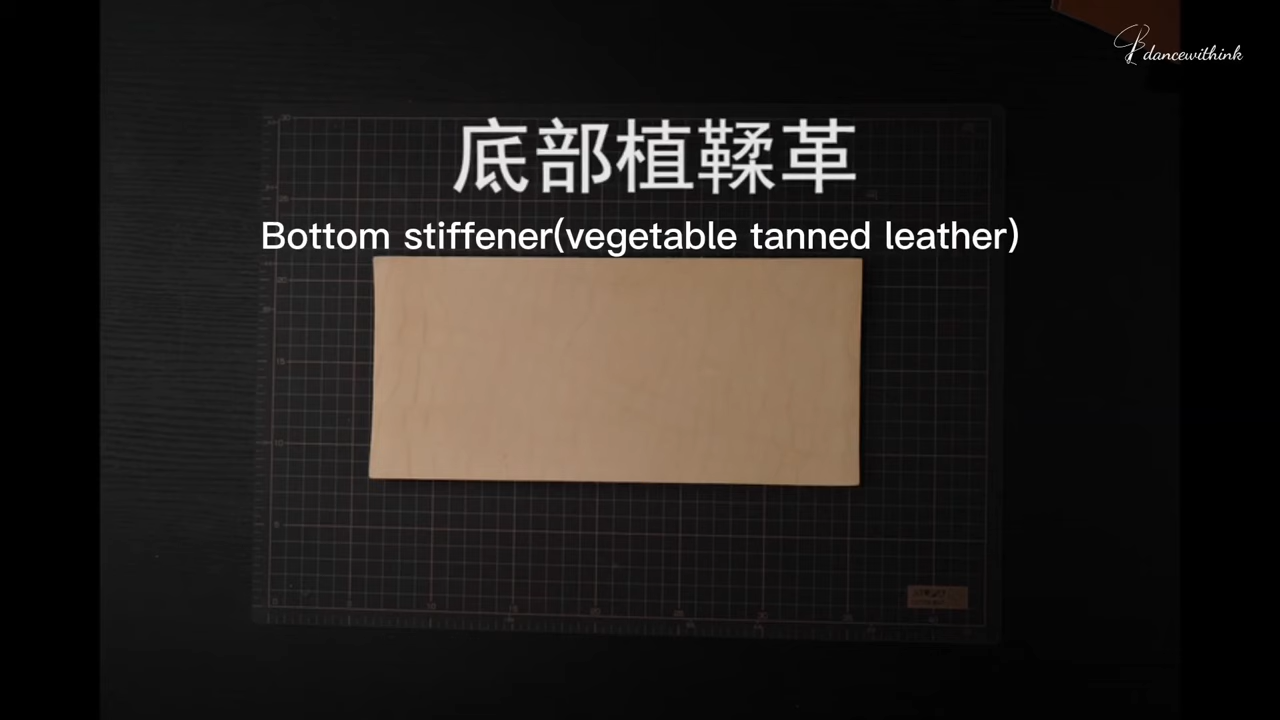 dancewithink
底部植鞣革
Bottom stiffener(vegetable tanned leather)